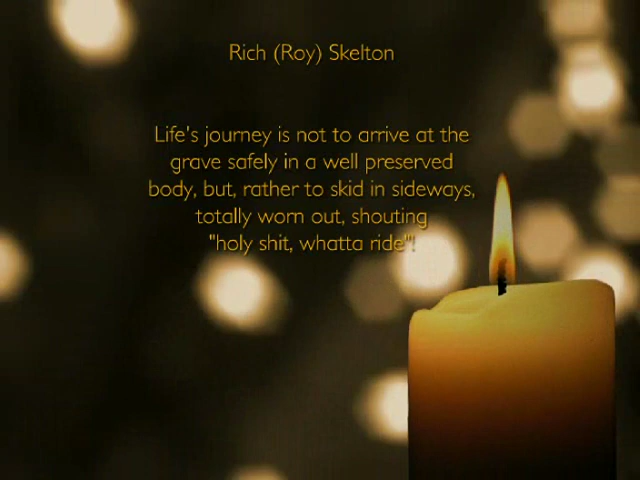 Rich (Roy) Skelton
Life's journey is not to arrive at the
grave safely in a well preserved
body, but, rather to skid in sideways,
totally worn out, shouting
"holy shit, whatta ride"!